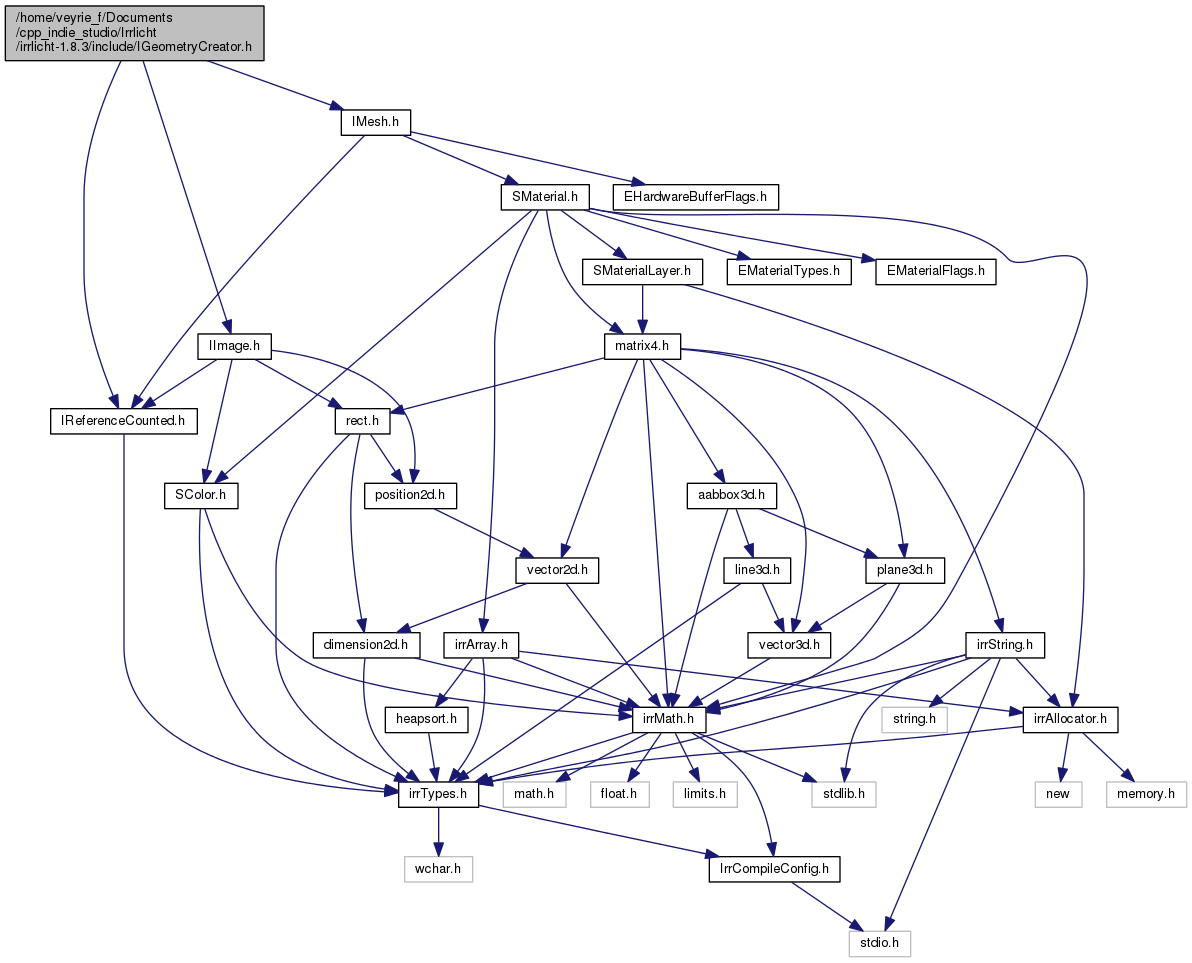 /home/veyrie_f/Documents
/cpp_indie_studio/Irrlicht
/irrlicht-1.8.3/include/IGeometryCreator.h
IMesh.h
SMaterial.h
EHardwareBufferFlags.h
SMaterialLayer.h
EMaterialTypes.h
EMaterialFlags.h
IImage.h
matrix4.h
IReferenceCounted.h
rect.h
SColor.h
position2d.h
aabbox3d.h
vector2d.h
line3d.h
plane3d.h
dimension2d.h
irrArray.h
vector3d.h
irrString.h
heapsort.h
irrMath.h
string.h
irrAllocator.h
irrTypes.h
math.h
float.h
limits.h
stdlib.h
new
memory.h
wchar.h
IrrCompileConfig.h
stdio.h